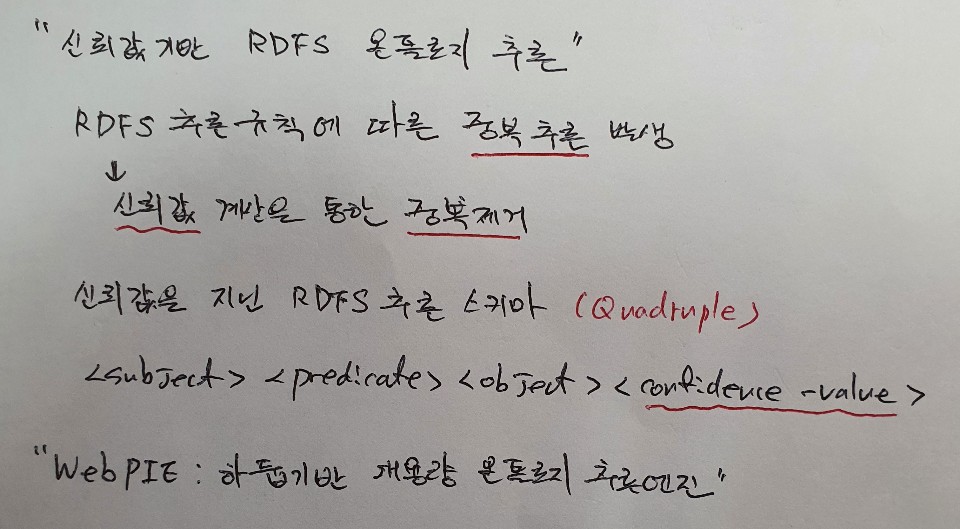 "신뢰값기반 RDFS 온톨로지 추론"
RDFS 추론규칙에 따른 중복 추론 발생
↓
신뢰값 계산을 통한 중복제거
신뢰값을 지닌 RDFS 추론 스키마 (Quadruple)
<subject> <predicate> <object> <confidence-value>
"WebPIE : 하둡기반 대용량 온톨로지 추론엔진"